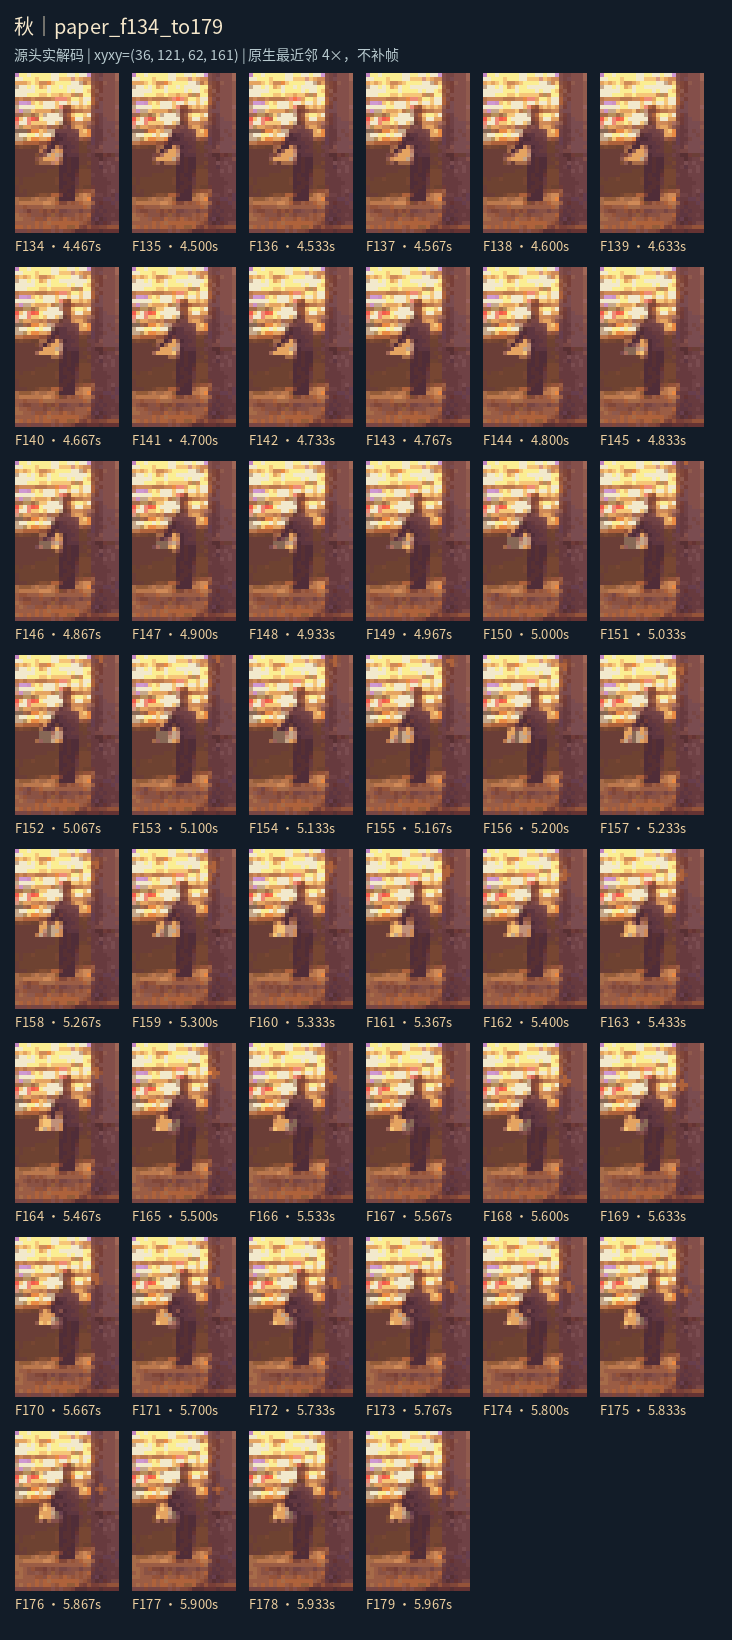 秋｜paper_f134_to179
源头实解码 | xyxy=(36, 121, 62, 161) | 原生最近邻 4×，不补帧
F134 · 4.467s F135 · 4.500s F136 · 4.533s F137 · 4.567s F138 · 4.600s F139 · 4.633s
F140 · 4.667s F141 · 4.700s F142 · 4.733s F143 · 4.767s F144 · 4.800s F145 · 4.833s
F146 · 4.867s F147 · 4.900s F148 · 4.933s F149 · 4.967s F150 · 5.000s F151 · 5.033s
F152 · 5.067s F153 · 5.100s F154 · 5.133s F155 · 5.167s F156 · 5.200s F157 · 5.233s
F158 · 5.267s F159 · 5.300s F160 · 5.333s F161 · 5.367s F162 · 5.400s F163 · 5.433s
F164 · 5.467s F165 · 5.500s F166 · 5.533s F167 · 5.567s F168 · 5.600s F169 · 5.633s
F170 · 5.667s F171 · 5.700s F172 · 5.733s F173 · 5.767s F174 · 5.800s F175 · 5.833s
F176 · 5.867s F177 · 5.900s F178 · 5.933s F179 · 5.967s